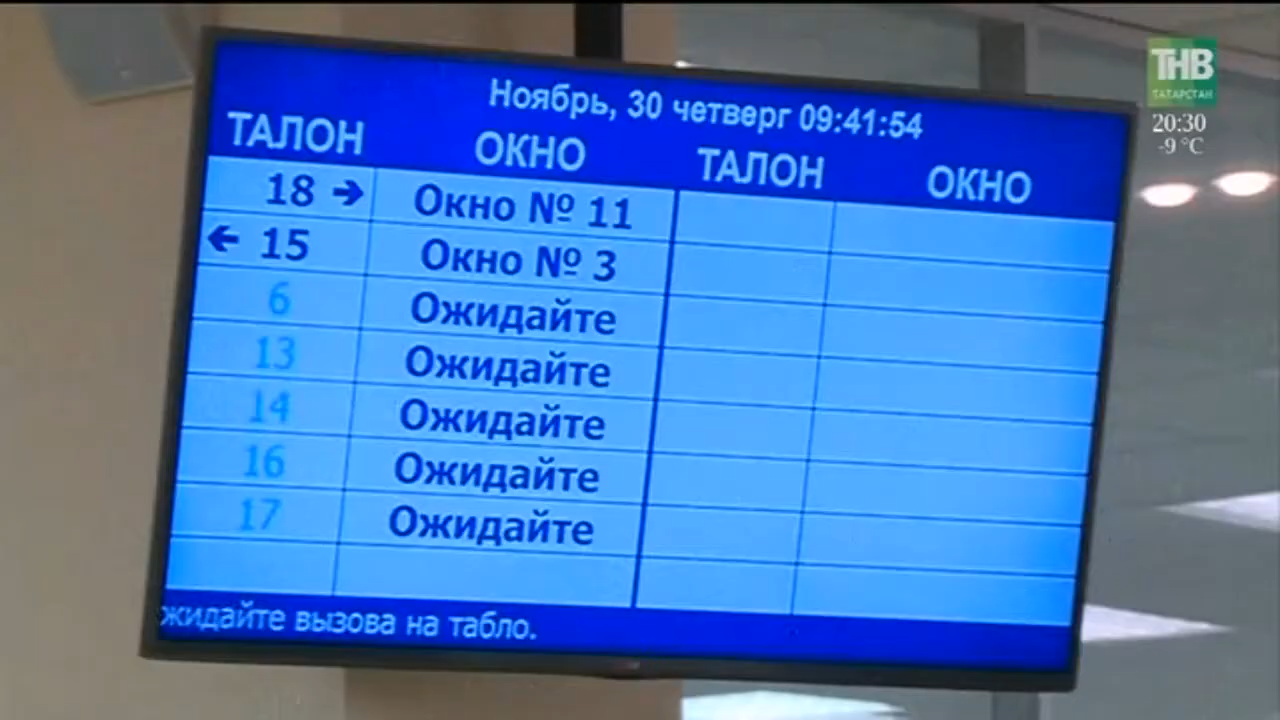 Ноябрь, 30 четверг 09:41:54
ТАЛОН ОКНО ТАЛОН ОКНО
18 → Окно № 11
← 15 Окно № 3
6 Ожидайте
13 Ожидайте
14 Ожидайте
16 Ожидайте
17 Ожидайте
жидайте вызова на табло.
ТНВ
ТАТАРСТАН
20:30
-9 °C